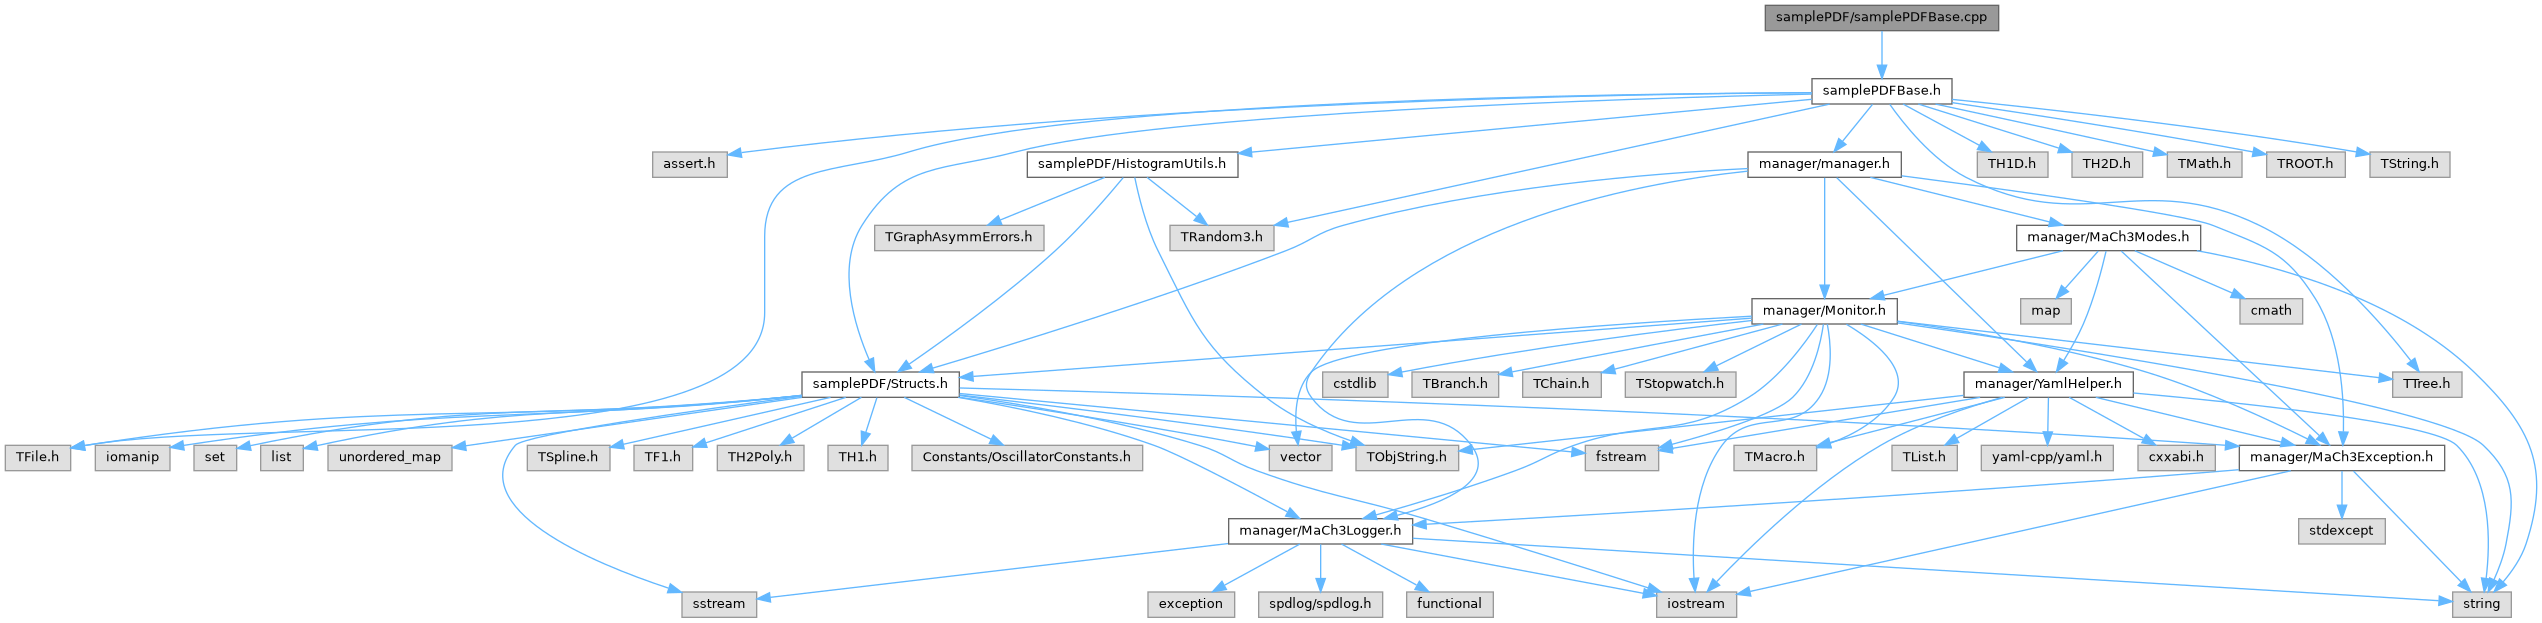 samplePDF/samplePDFBase.cpp
samplePDFBase.h
assert.h
samplePDF/HistogramUtils.h
manager/manager.h
TH1D.h
TH2D.h
TMath.h
TROOT.h
TString.h
TGraphAsymmErrors.h
TRandom3.h
manager/MaCh3Modes.h
manager/Monitor.h
map
cmath
samplePDF/Structs.h
cstdlib
TBranch.h
TChain.h
TStopwatch.h
manager/YamlHelper.h
TTree.h
TFile.h
iomanip
set
list
unordered_map
TSpline.h
TF1.h
TH2Poly.h
TH1.h
Constants/OscillatorConstants.h
vector
TObjString.h
fstream
TMacro.h
TList.h
yaml-cpp/yaml.h
cxxabi.h
manager/MaCh3Exception.h
manager/MaCh3Logger.h
stdexcept
sstream
exception
spdlog/spdlog.h
functional
iostream
string